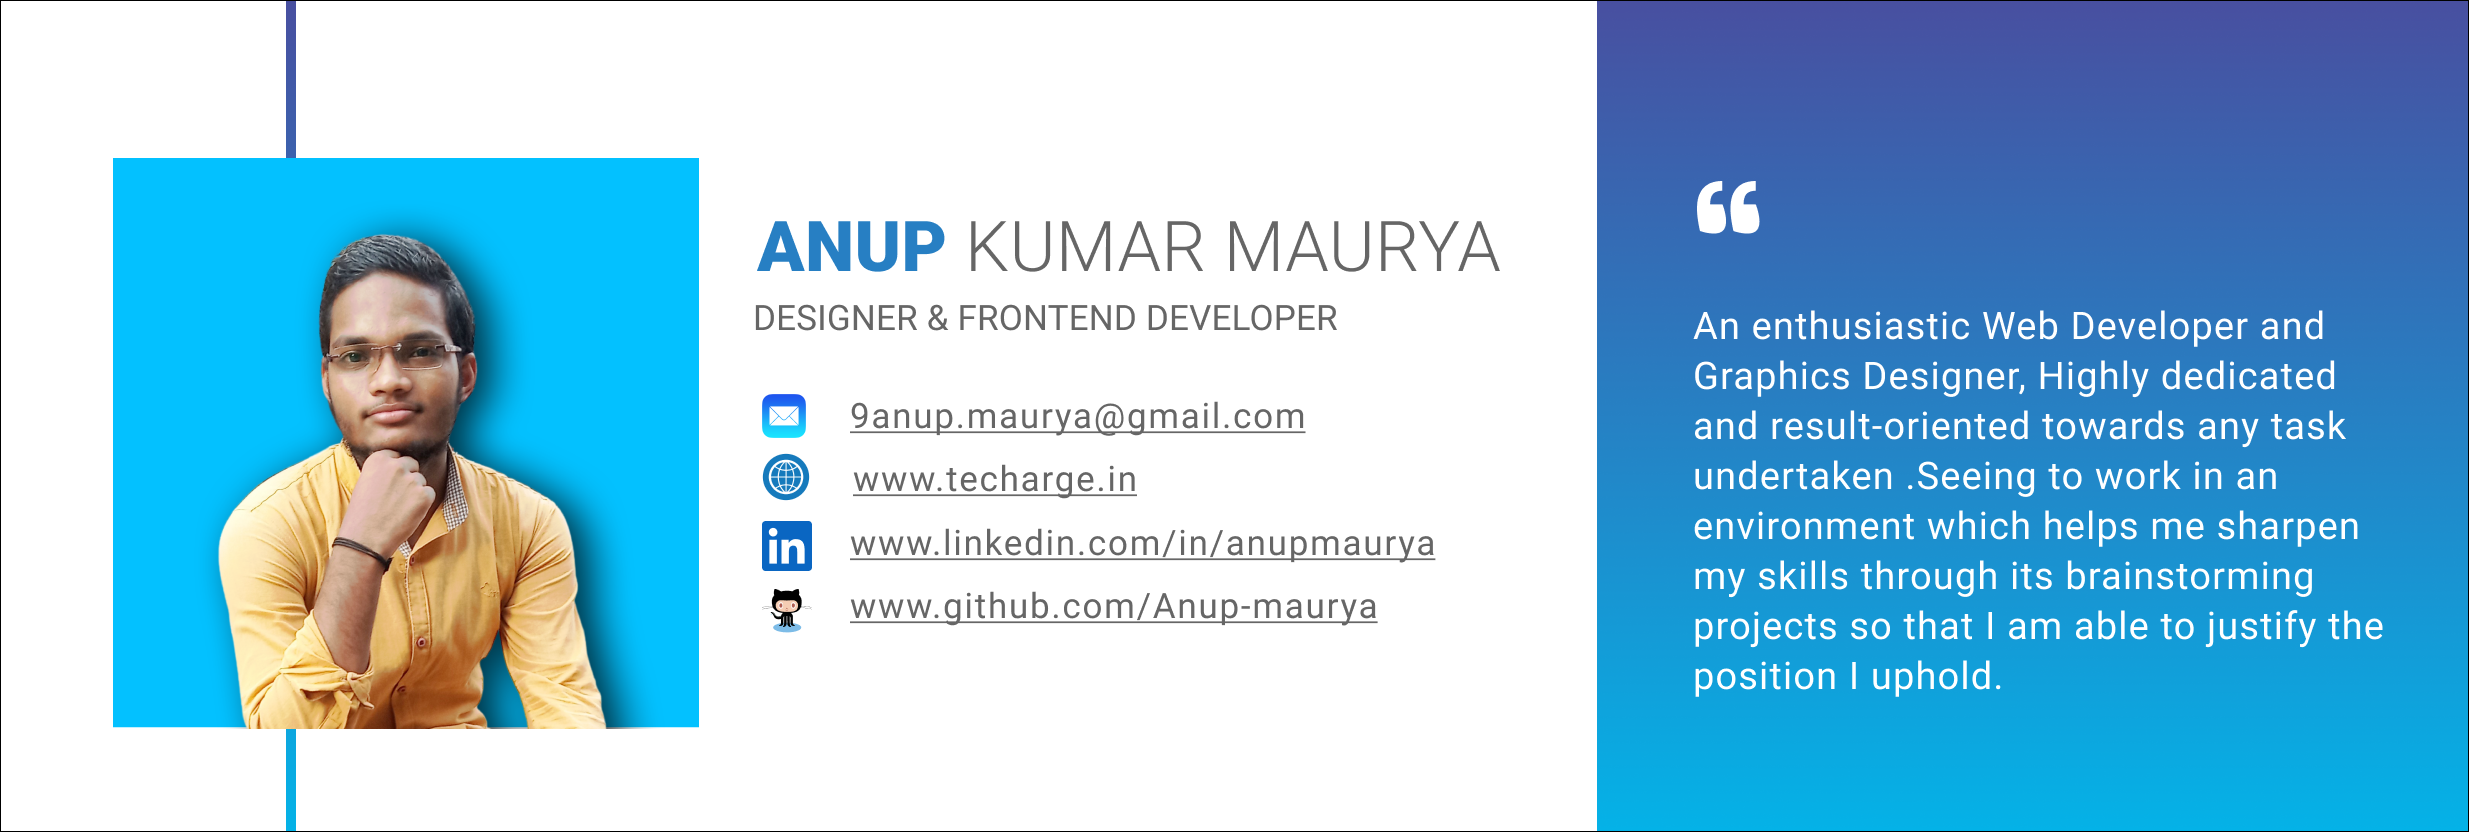 ANUP KUMAR MAURYA
DESIGNER & FRONTEND DEVELOPER
9anup.maurya@gmail.com
www.techarge.in
in
www.linkedin.com/in/anupmaurya
www.github.com/Anup-maurya
“
An enthusiastic Web Developer and
Graphics Designer, Highly dedicated
and result-oriented towards any task
undertaken .Seeing to work in an
environment which helps me sharpen
my skills through its brainstorming
projects so that I am able to justify the
position I uphold.